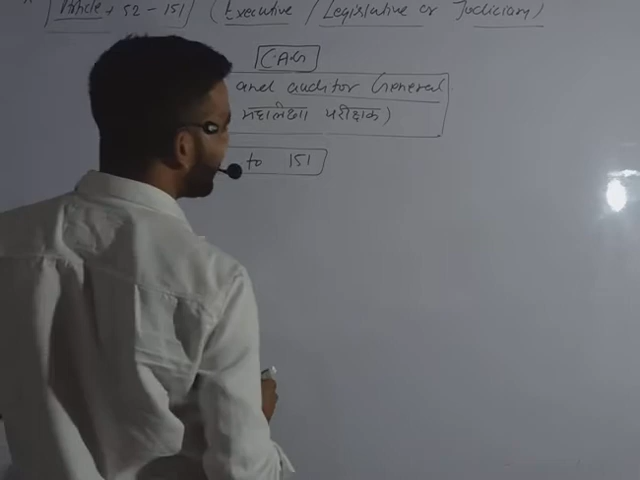 Article + 52 - 151 (Executive / Legislative or Judiciary)
CAG
and auditor General
महालेखा परीक्षक)
to 151